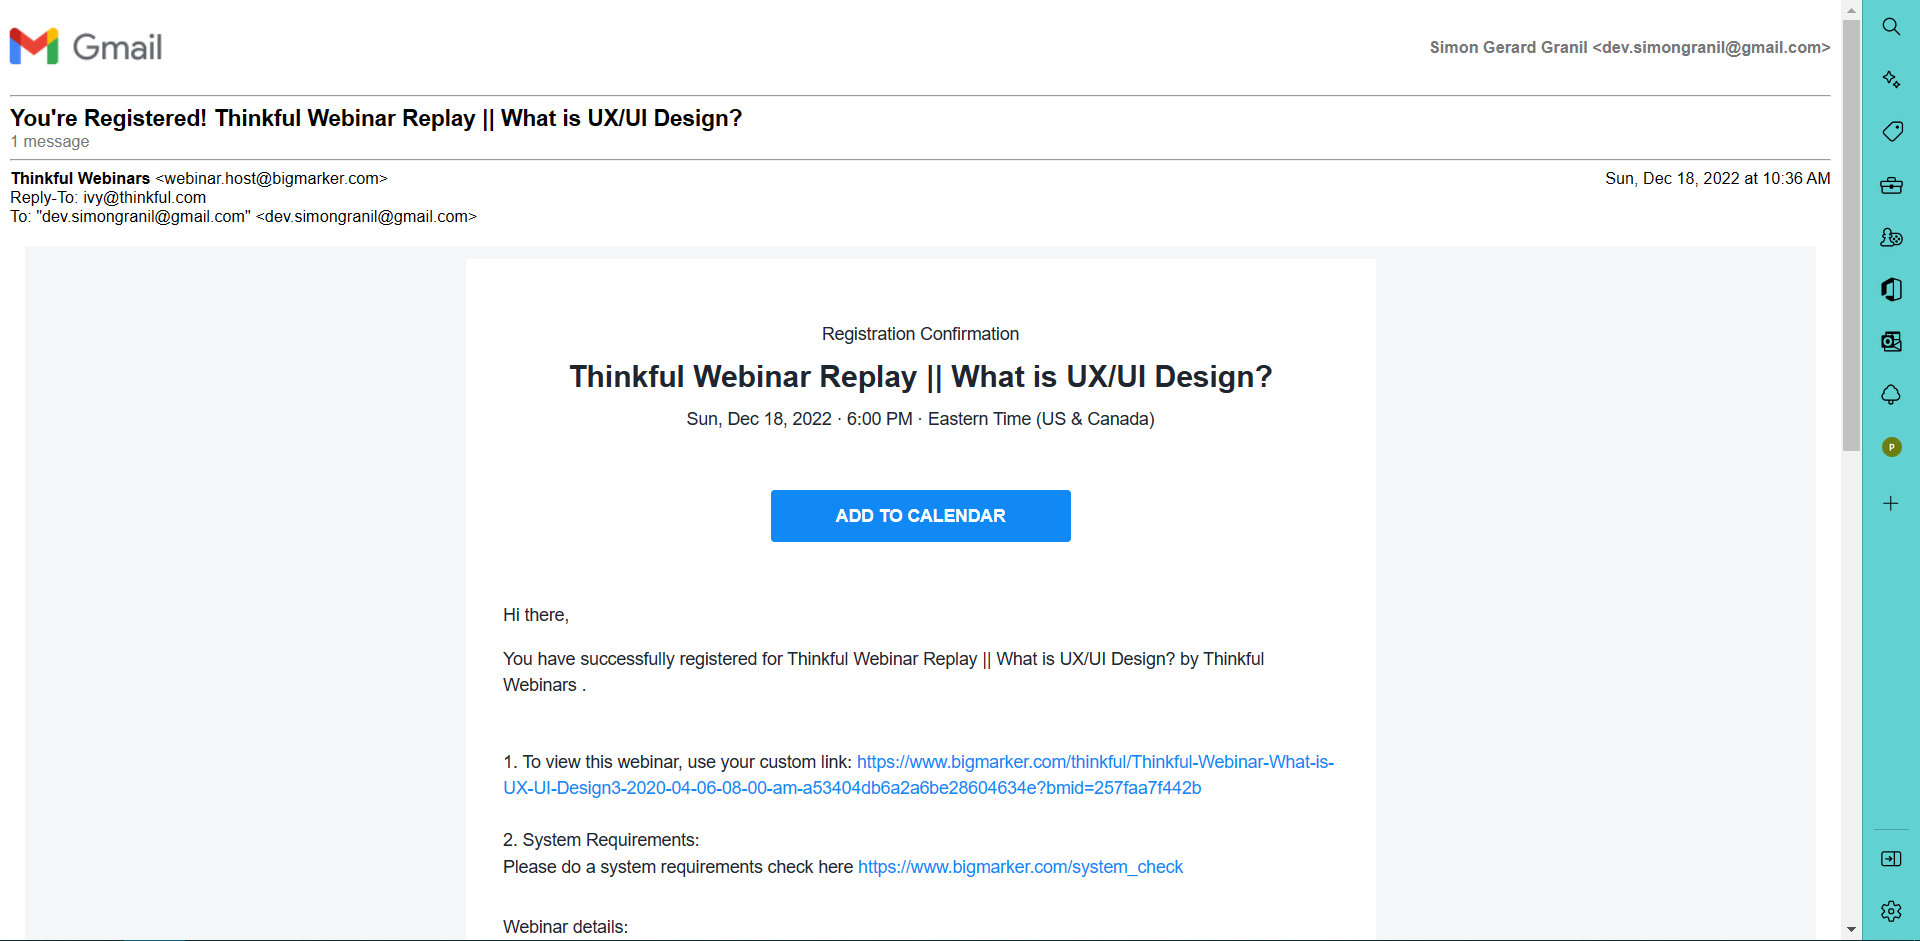 Gmail
Simon Gerard Granil <dev.simongranil@gmail.com>
You're Registered! Thinkful Webinar Replay || What is UX/UI Design?
1 message
Thinkful Webinars <webinar.host@bigmarker.com>
Sun, Dec 18, 2022 at 10:36 AM
Reply-To: ivy@thinkful.com
To: "dev.simongranil@gmail.com" <dev.simongranil@gmail.com>
Registration Confirmation
Thinkful Webinar Replay || What is UX/UI Design?
Sun, Dec 18, 2022 · 6:00 PM · Eastern Time (US & Canada)
ADD TO CALENDAR
Hi there,
You have successfully registered for Thinkful Webinar Replay || What is UX/UI Design? by Thinkful
Webinars .
1. To view this webinar, use your custom link: https://www.bigmarker.com/thinkful/Thinkful-Webinar-What-is-
UX-UI-Design3-2020-04-06-08-00-am-a53404db6a2a6be28604634e?bmid=257faa7f442b
2. System Requirements:
Please do a system requirements check here https://www.bigmarker.com/system_check
Webinar details:
P